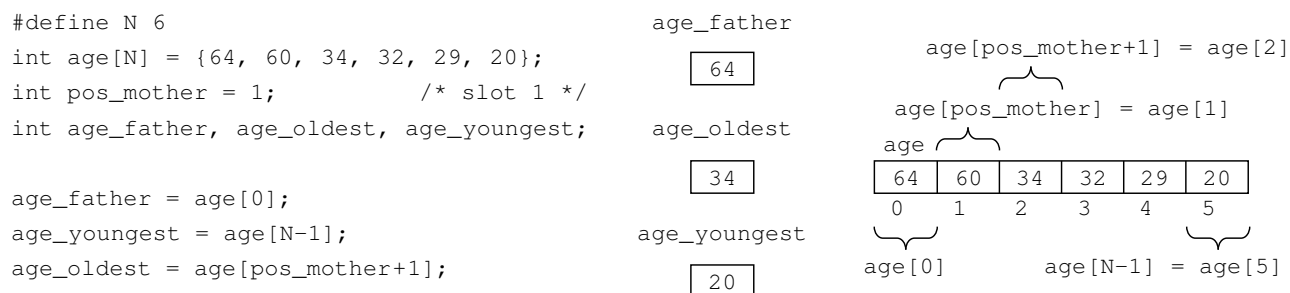 #define N 6
int age[N] = {64, 60, 34, 32, 29, 20};
int pos_mother = 1;          /* slot 1 */
int age_father, age_oldest, age_youngest;
age_father = age[0];
age_youngest = age[N-1];
age_oldest = age[pos_mother+1];
age_father
64
age_oldest
34
age_youngest
20
age[pos_mother+1] = age[2]
age[pos_mother] = age[1]
age
64 60 34 32 29 20
0 1 2 3 4 5
age[0] age[N-1] = age[5]